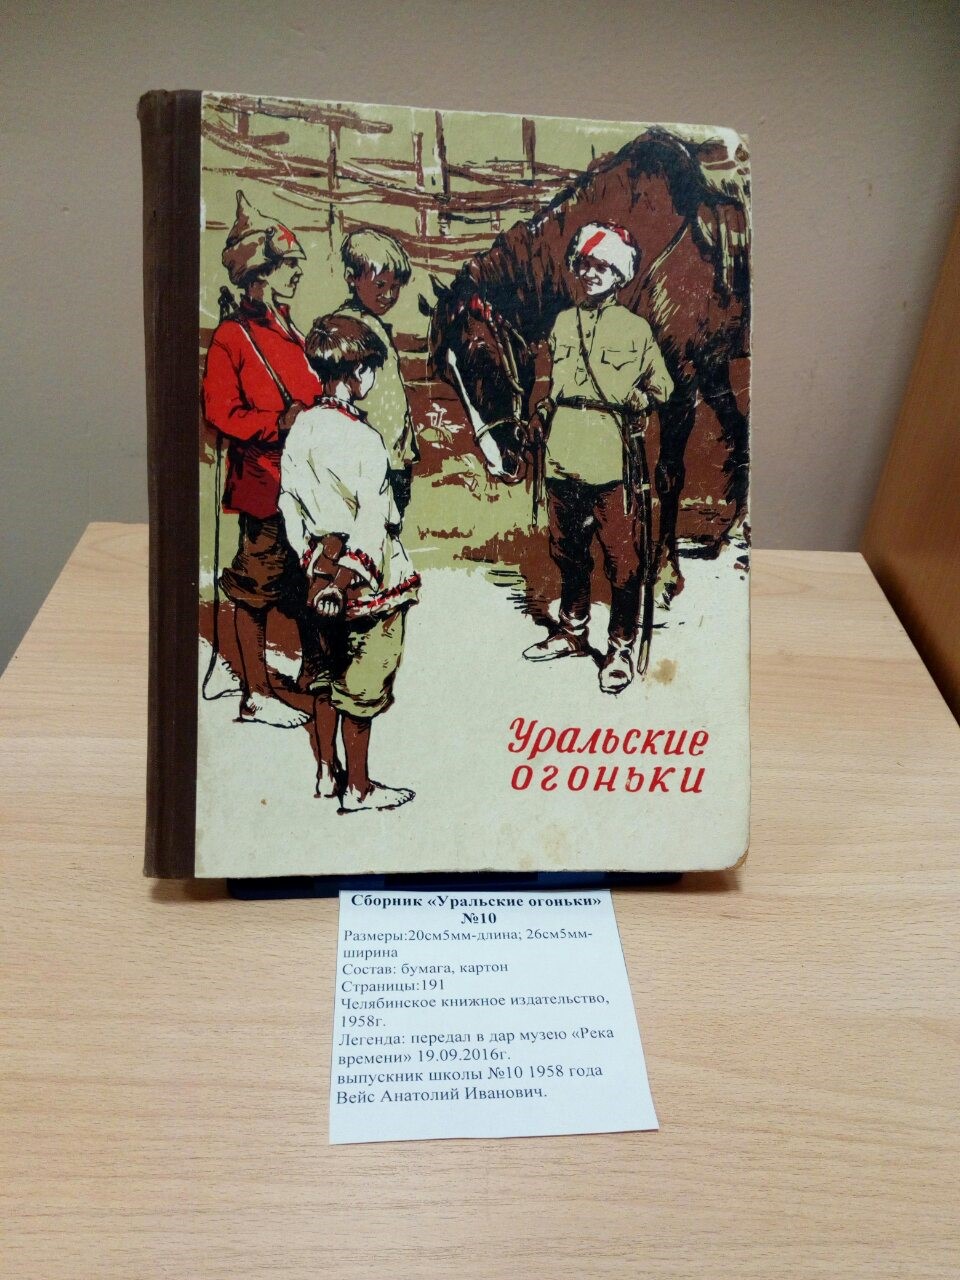 Уральские
огоньки
Сборник «Уральские огоньки»
№10
Размеры:20см5мм-длина; 26см5мм-
ширина
Состав: бумага, картон
Страницы:191
Челябинское книжное издательство,
1958г.
Легенда: передал в дар музею «Река
времени» 19.09.2016г.
выпускник школы №10 1958 года
Вейс Анатолий Иванович.